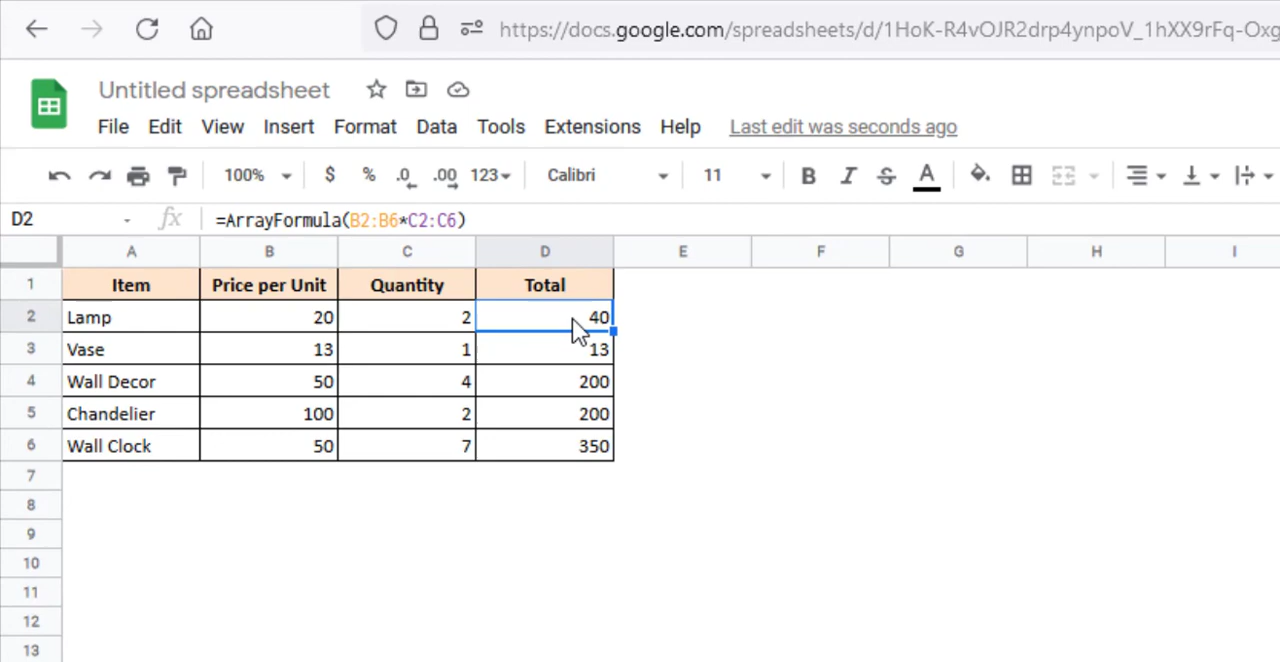 https://docs.google.com/spreadsheets/d/1HoK-R4vOJR2drp4ynpoV_1hXX9rFq-Oxg
Untitled spreadsheet
File Edit View Insert Format Data Tools Extensions Help Last edit was seconds ago
100% $ % .0 .00 123 Calibri 11 B I S A
D2 fx =ArrayFormula(B2:B6*C2:C6)
A B C D E F G H I
1 Item Price per Unit Quantity Total
2 Lamp 20 2 40
3 Vase 13 1 13
4 Wall Decor 50 4 200
5 Chandelier 100 2 200
6 Wall Clock 50 7 350
7
8
9
10
11
12
13